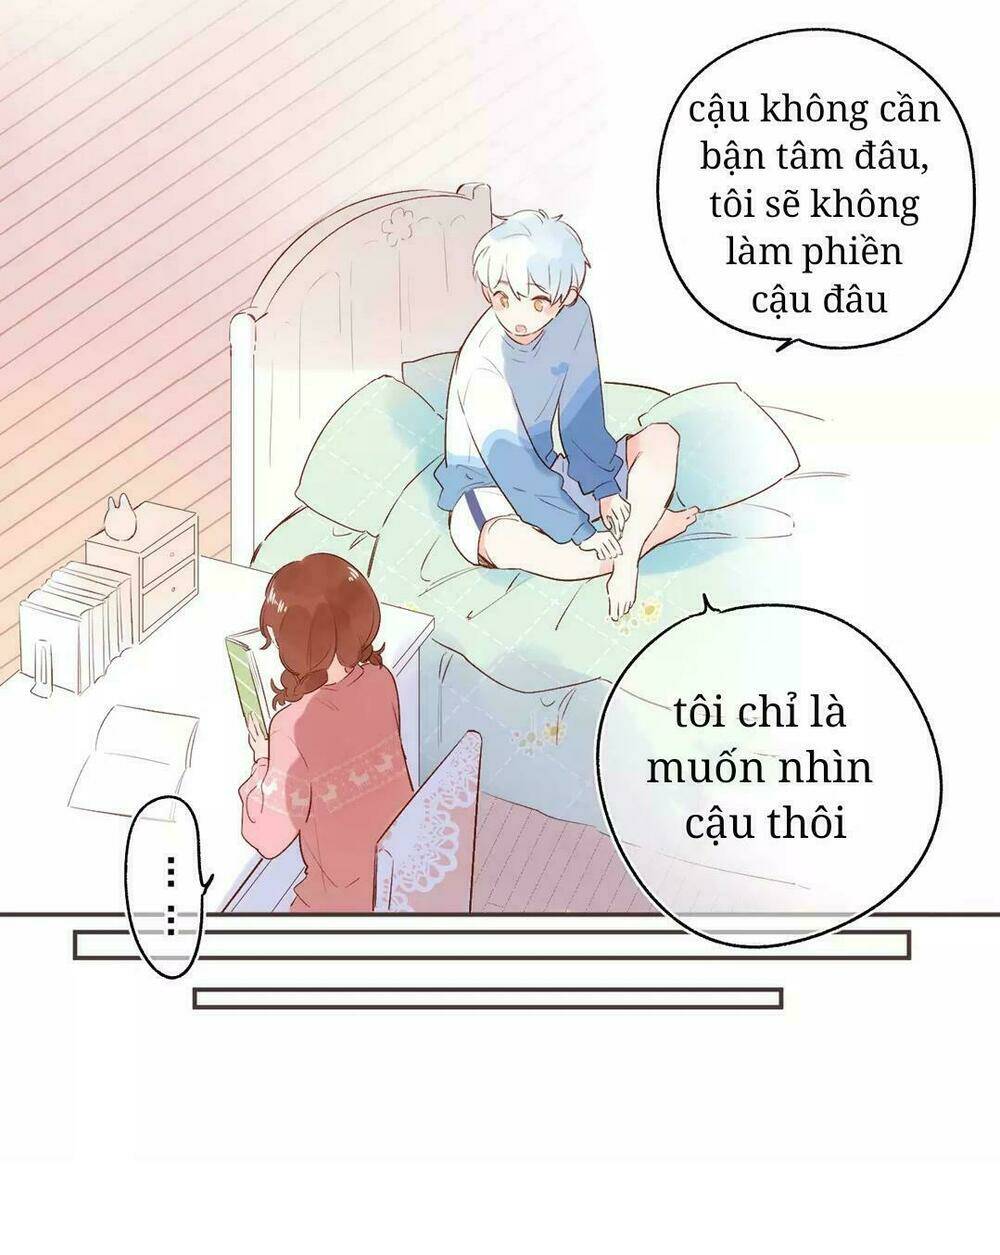 cậu không cần
bận tâm đâu,
tôi sẽ không
làm phiền
cậu đâu
tôi chỉ là
muốn nhìn
cậu thôi
......